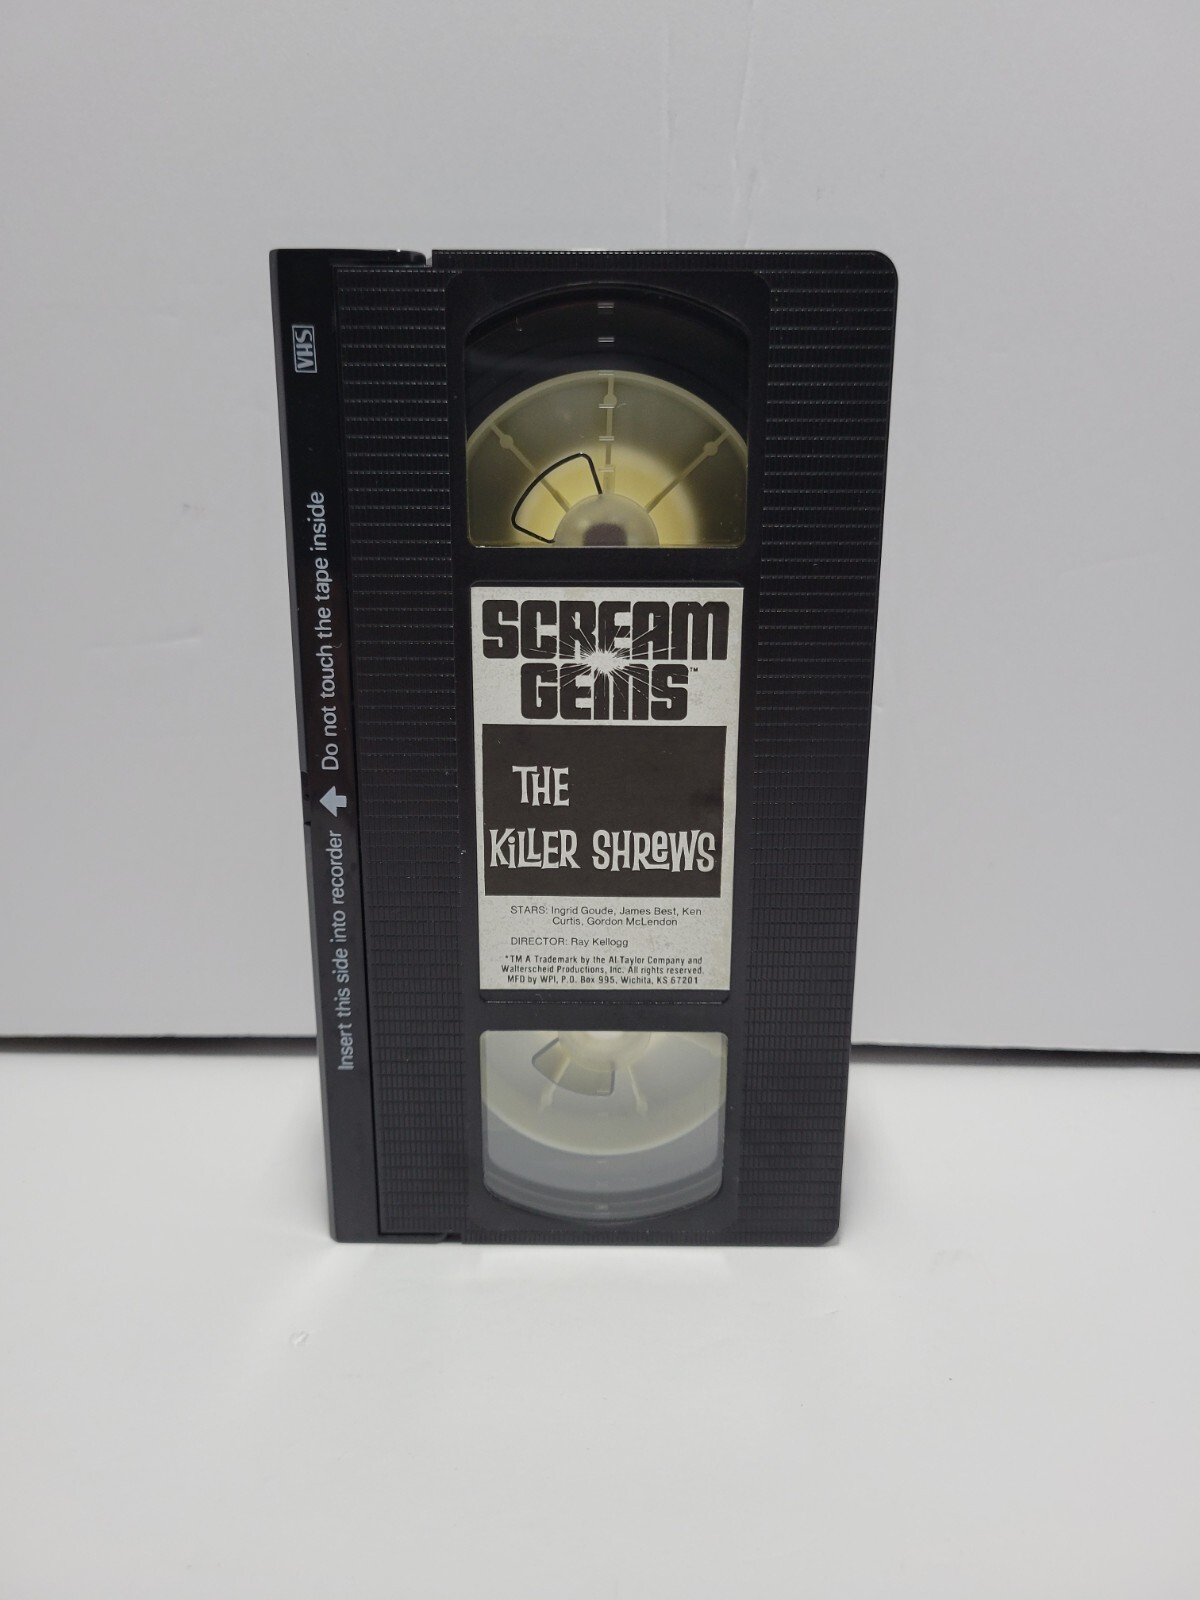 VHS
Insert this side into recorder ⬆ Do not touch the tape inside
SCREAM
GEMS™
THE
KiLLER SHReWS
STARS: Ingrid Goude, James Best, Ken
Curtis, Gordon McLendon
DIRECTOR: Ray Kellogg
*TM A Trademark by the Al Taylor Company and
Walterscheid Productions, Inc. All rights reserved.
MFD by WPI, P.O. Box 995, Wichita, KS 67201